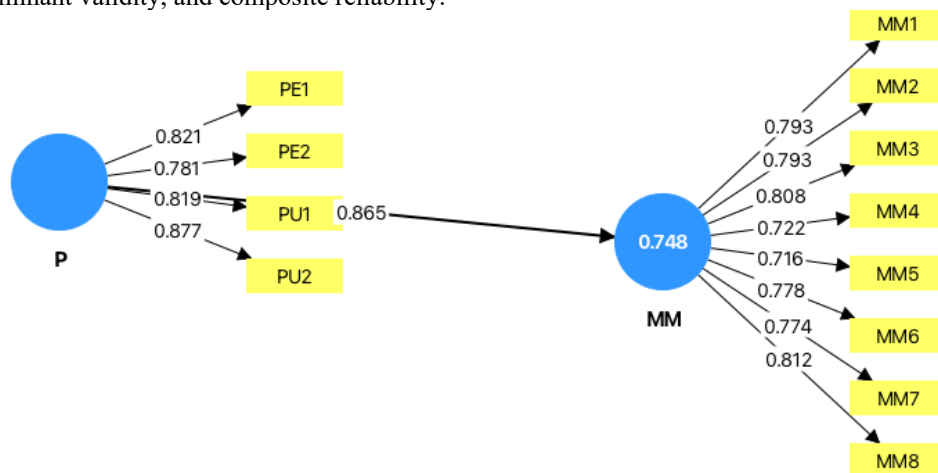 minant validity, and composite reliability.
MM1
PE1
MM2
0.821
0.793
PE2
MM3
0.781
0.793
0.808
0.819
PU1
0.865
MM4
0.722
0.877
0.748
0.716
P
PU2
MM5
0.778
MM
MM6
0.774
0.812
MM7
MM8